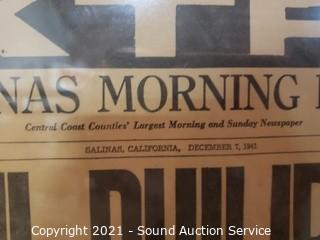 XTR
NAS MORNING
Central Coast Counties' Largest Morning and Sunday Newspaper
SALINAS, CALIFORNIA, DECEMBER 7, 1941
Copyright 2021 - Sound Auction Service